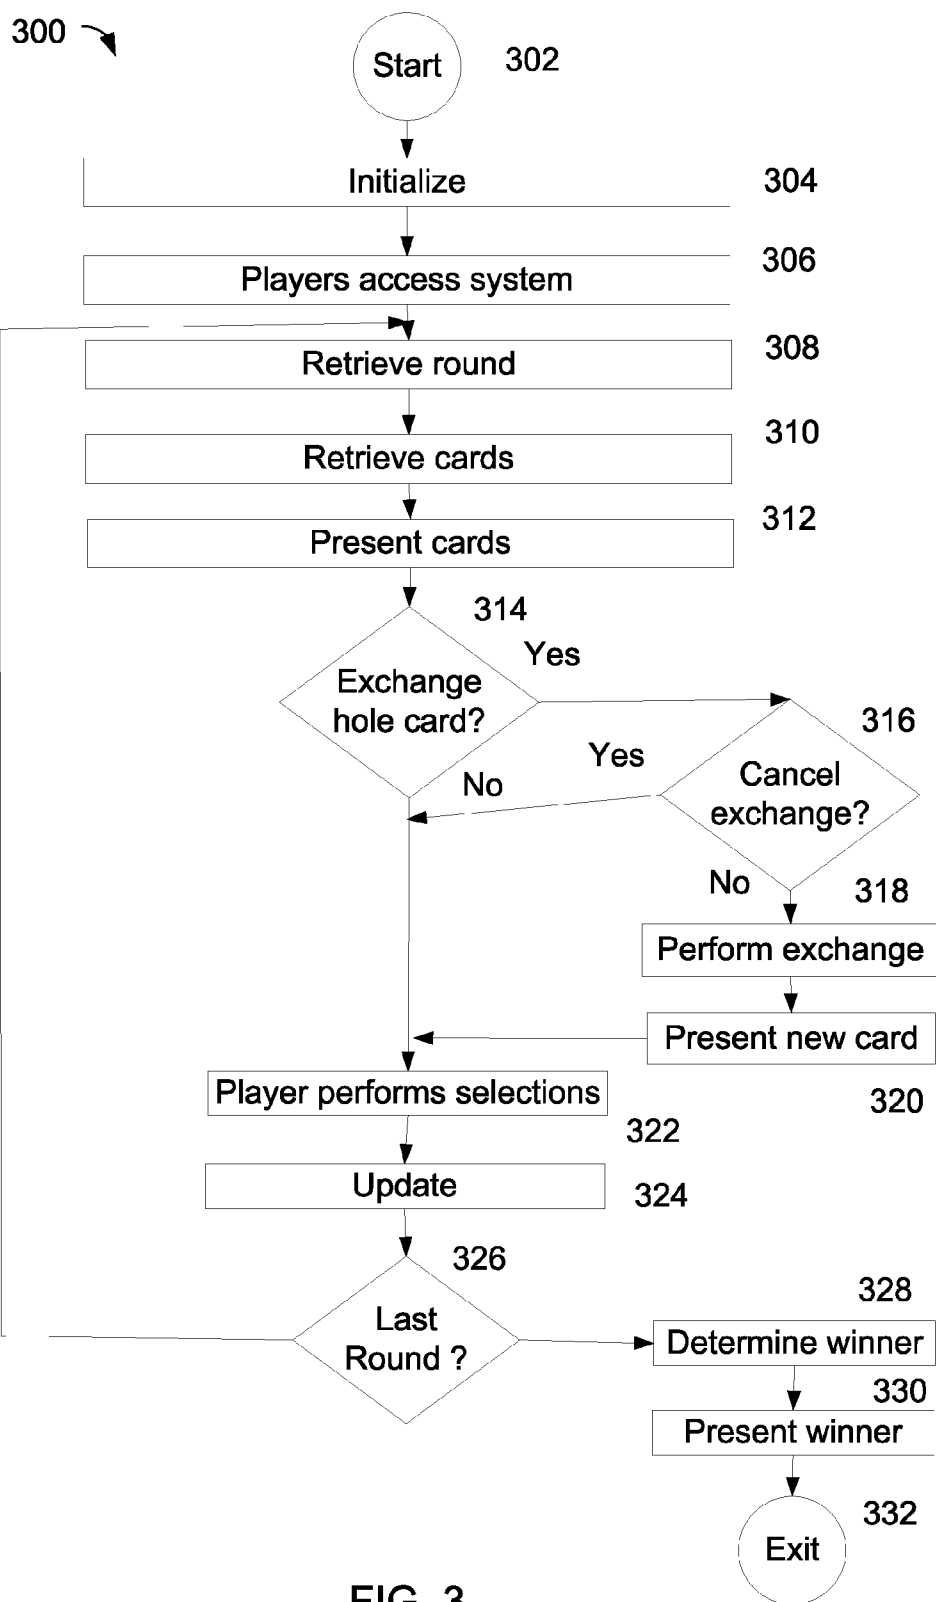 300
Start
302
Initialize
304
Players access system
306
Retrieve round
308
Retrieve cards
310
Present cards
312
314
Exchange
hole card?
Yes
316
Cancel
exchange?
Yes
No
No
318
Perform exchange
Present new card
320
Player performs selections
322
Update
324
326
Last
Round ?
328
Determine winner
330
Present winner
332
Exit
FIG. 3